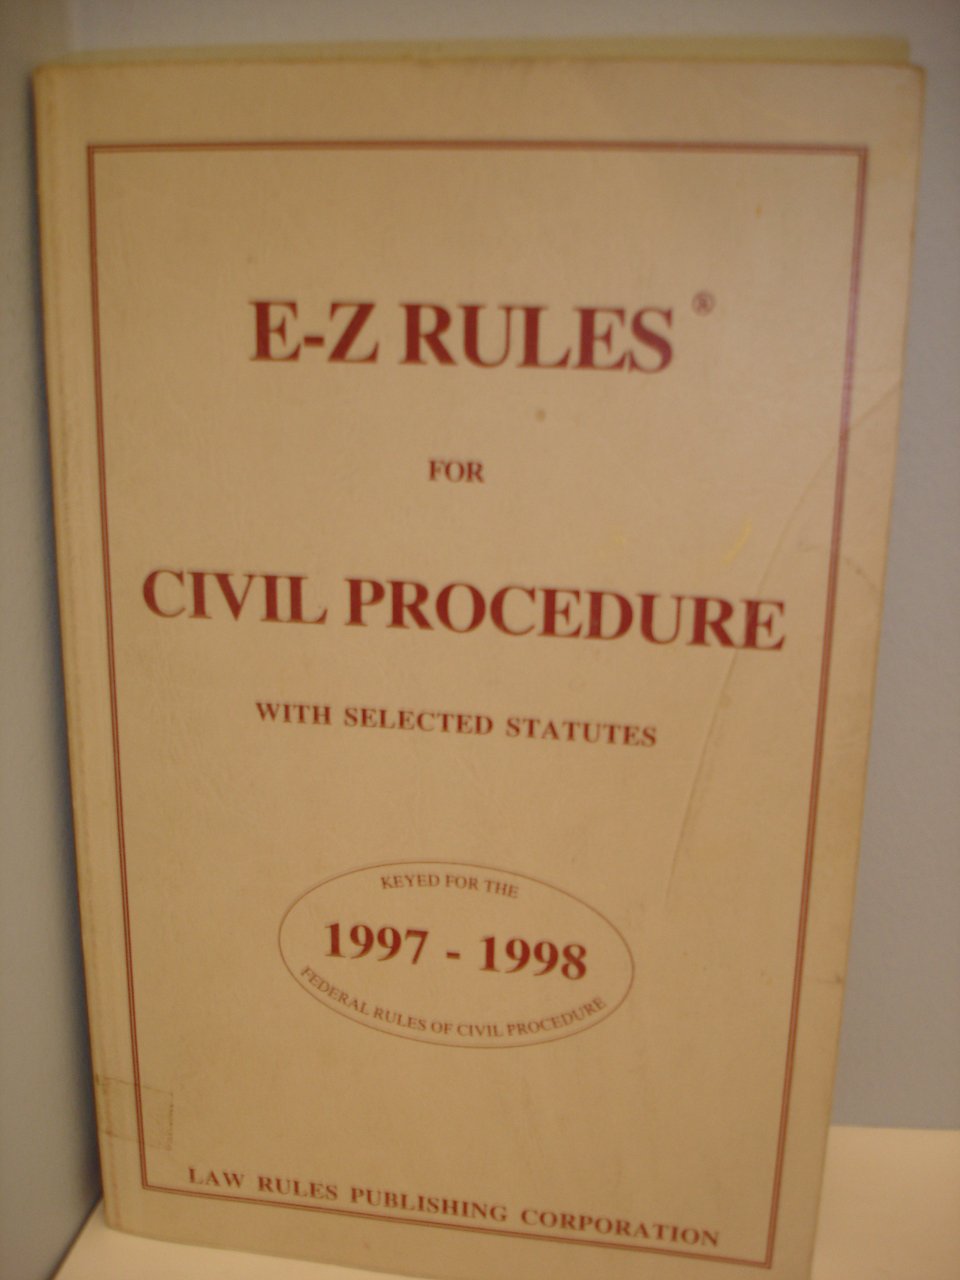 E-Z RULES ®
FOR
CIVIL PROCEDURE
WITH SELECTED STATUTES
KEYED FOR THE
1997 - 1998
FEDERAL RULES OF CIVIL PROCEDURE
LAW RULES PUBLISHING CORPORATION